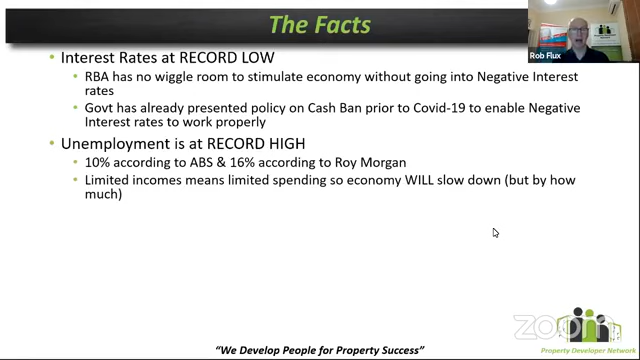 The Facts
Rob Flux
• Interest Rates at RECORD LOW
• RBA has no wiggle room to stimulate economy without going into Negative Interest
rates
• Govt has already presented policy on Cash Ban prior to Covid-19 to enable Negative
Interest rates to work properly
• Unemployment is at RECORD HIGH
• 10% according to ABS & 16% according to Roy Morgan
• Limited incomes means limited spending so economy WILL slow down (but by how
much)
zoom
Property Developer Network
“We Develop People for Property Success”